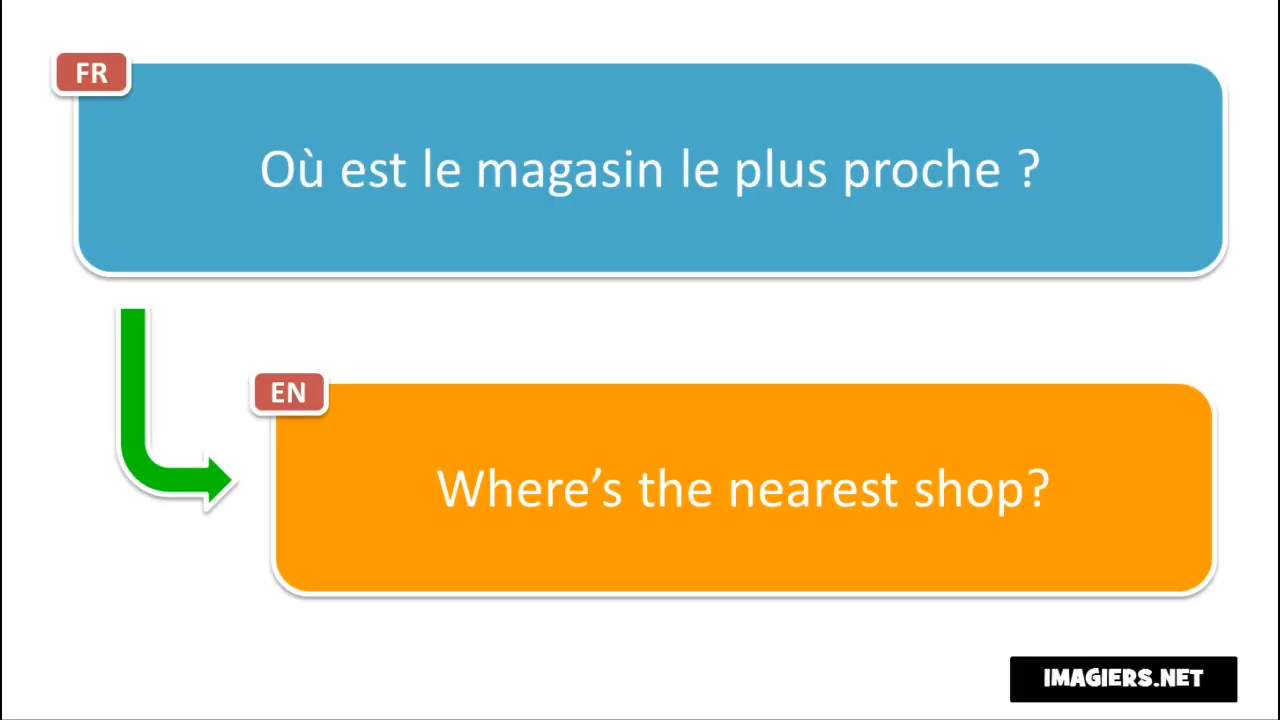 FR
Où est le magasin le plus proche ?
EN
Where’s the nearest shop?
IMAGIERS.NET